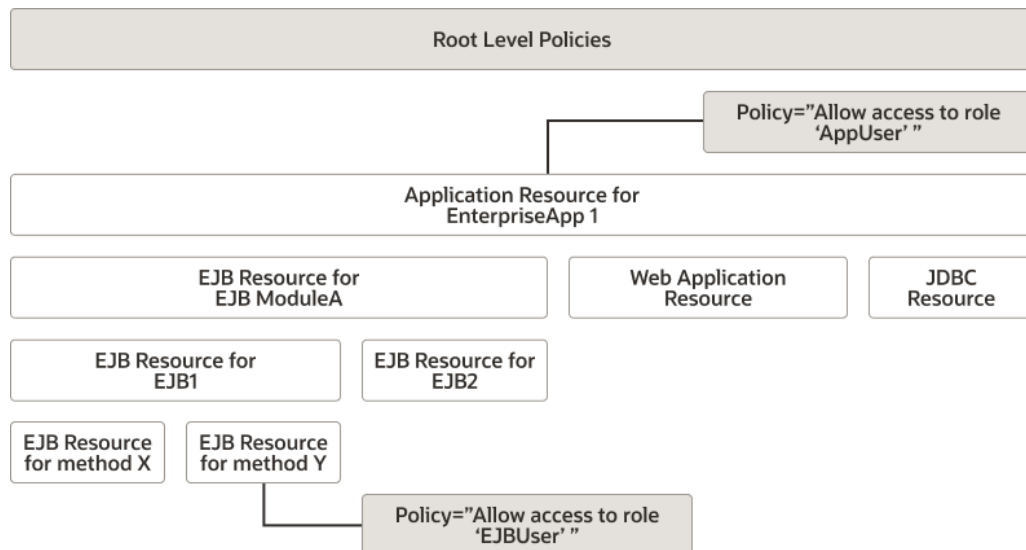 Root Level Policies
Policy=”Allow access to role
‘AppUser’ ”
Application Resource for
EnterpriseApp 1
EJB Resource for
EJB ModuleA
Web Application
Resource
JDBC
Resource
EJB Resource for
EJB1
EJB Resource for
EJB2
EJB Resource
for method X
EJB Resource
for method Y
Policy=”Allow access to role
‘EJBUser’ ”